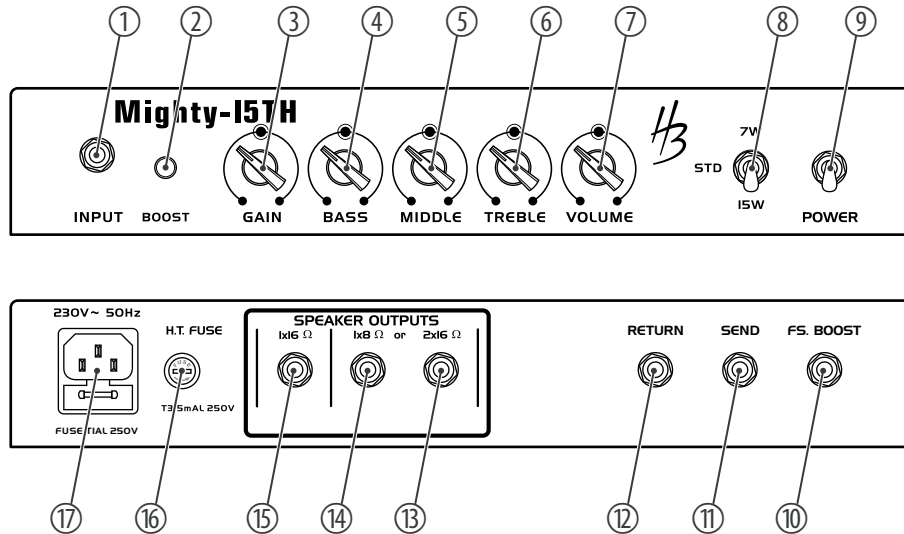 ① ② ③ ④ ⑤ ⑥ ⑦ ⑧ ⑨
Mighty-15TH
HB
7W
STD
15W
INPUT BOOST GAIN BASS MIDDLE TREBLE VOLUME POWER
230V~ 50Hz
H.T. FUSE
SPEAKER OUTPUTS
1x16 Ω 1x8 Ω or 2x16 Ω
RETURN SEND FS. BOOST
FUSE T1AL 250V
⑰ ⑯ ⑮ ⑭ ⑬ ⑫ ⑪ ⑩